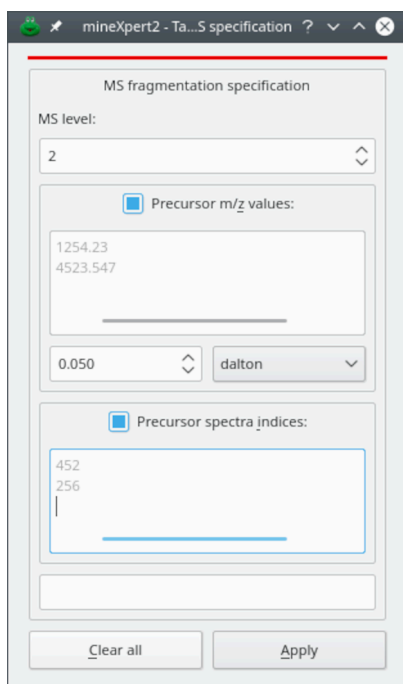 mineXpert2 - Ta...S specification
MS fragmentation specification
MS level:
2
Precursor m/z values:
1254.23
4523.547
0.050
dalton
Precursor spectra indices:
452
256
Clear all
Apply